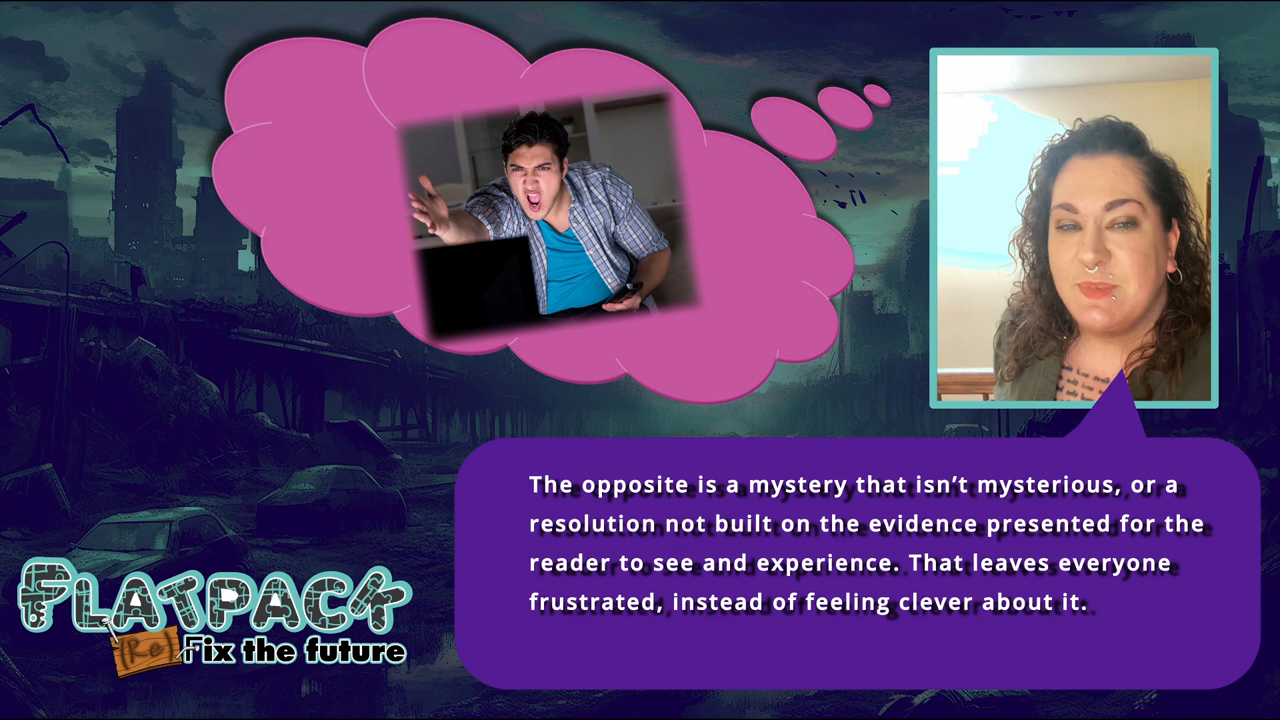 The opposite is a mystery that isn’t mysterious, or a
resolution not built on the evidence presented for the
reader to see and experience. That leaves everyone
frustrated, instead of feeling clever about it.
FLATPACK
(Re) Fix the future